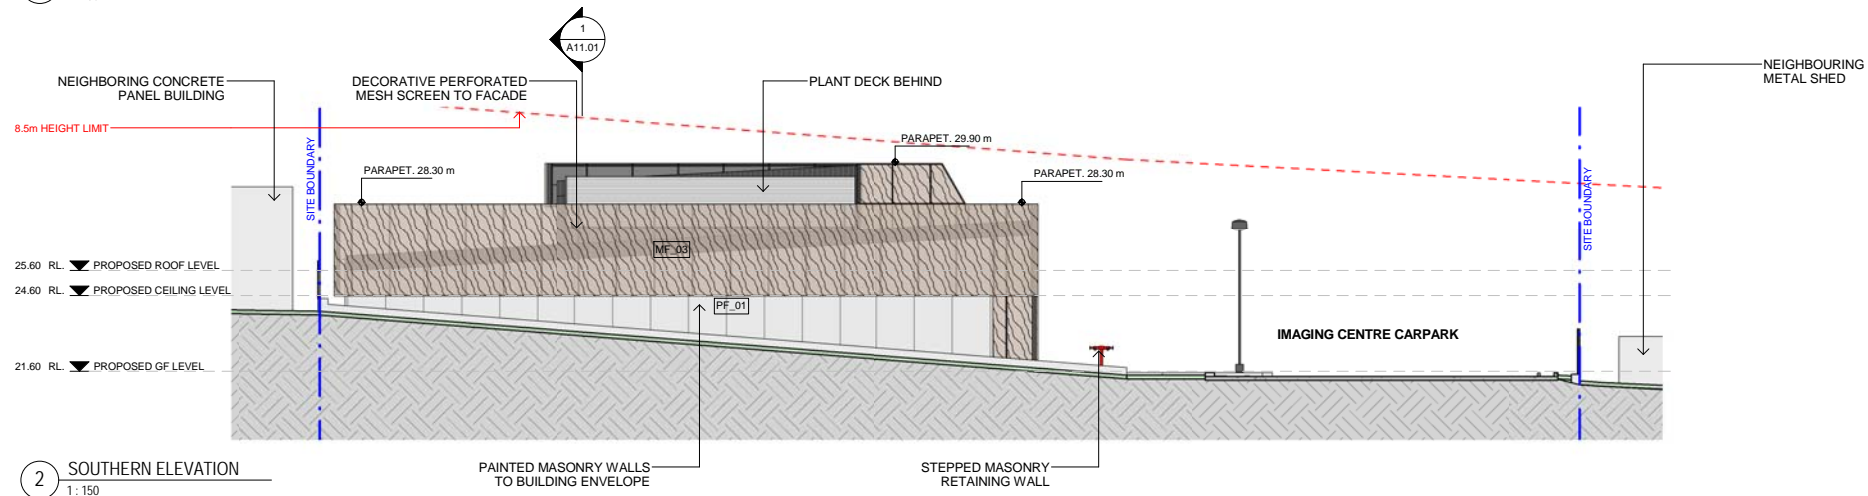 1
A11.01
NEIGHBORING CONCRETE
PANEL BUILDING
DECORATIVE PERFORATED
MESH SCREEN TO FACADE
PLANT DECK BEHIND
NEIGHBOURING
METAL SHED
8.5m HEIGHT LIMIT
SITE BOUNDARY
PARAPET. 28.30 m
PARAPET. 29.90 m
PARAPET. 28.30 m
SITE BOUNDARY
MF_03
25.60 RL. PROPOSED ROOF LEVEL
24.60 RL. PROPOSED CEILING LEVEL
PF_01
IMAGING CENTRE CARPARK
21.60 RL. PROPOSED GF LEVEL
PAINTED MASONRY WALLS
TO BUILDING ENVELOPE
STEPPED MASONRY
RETAINING WALL
2 SOUTHERN ELEVATION
1 : 150